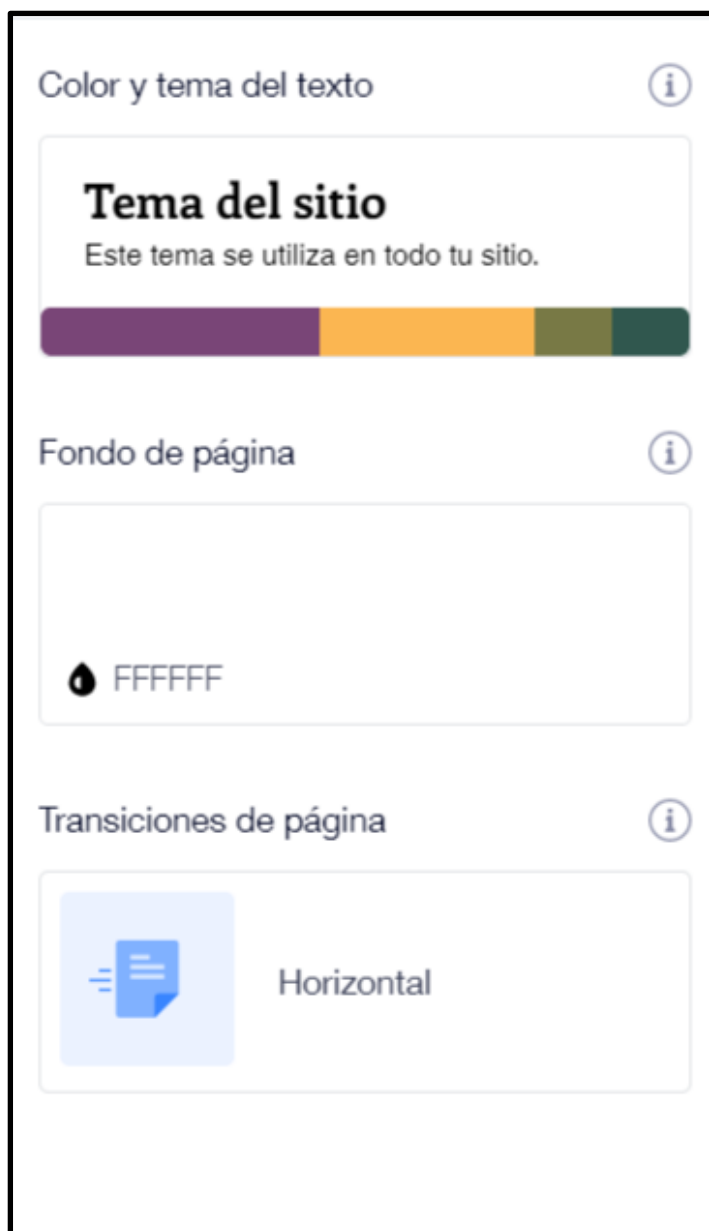 Color y tema del texto
Tema del sitio
Este tema se utiliza en todo tu sitio.
Fondo de página
FFFFFF
Transiciones de página
Horizontal